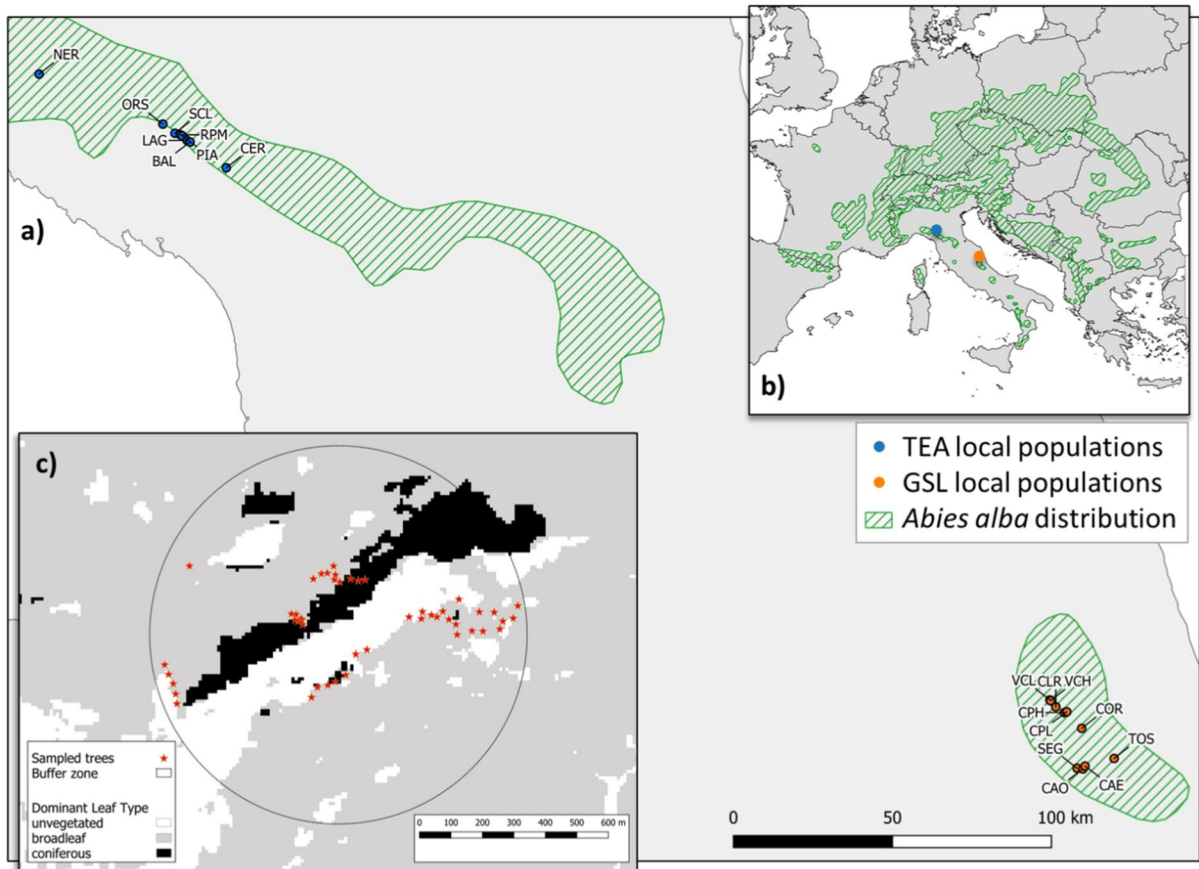 NER
ORS
SCL
LAG
RPM
BAL
PIA
CER
a)
b)
TEA local populations
GSL local populations
Abies alba distribution
c)
Sampled trees
Buffer zone
Dominant Leaf Type
unvegetated
broadleaf
coniferous
0 100 200 300 400 500 600 m
VCL CLR VCH
CPH
COR
CPL
TOS
SEG
CAO
CAE
0 50 100 km